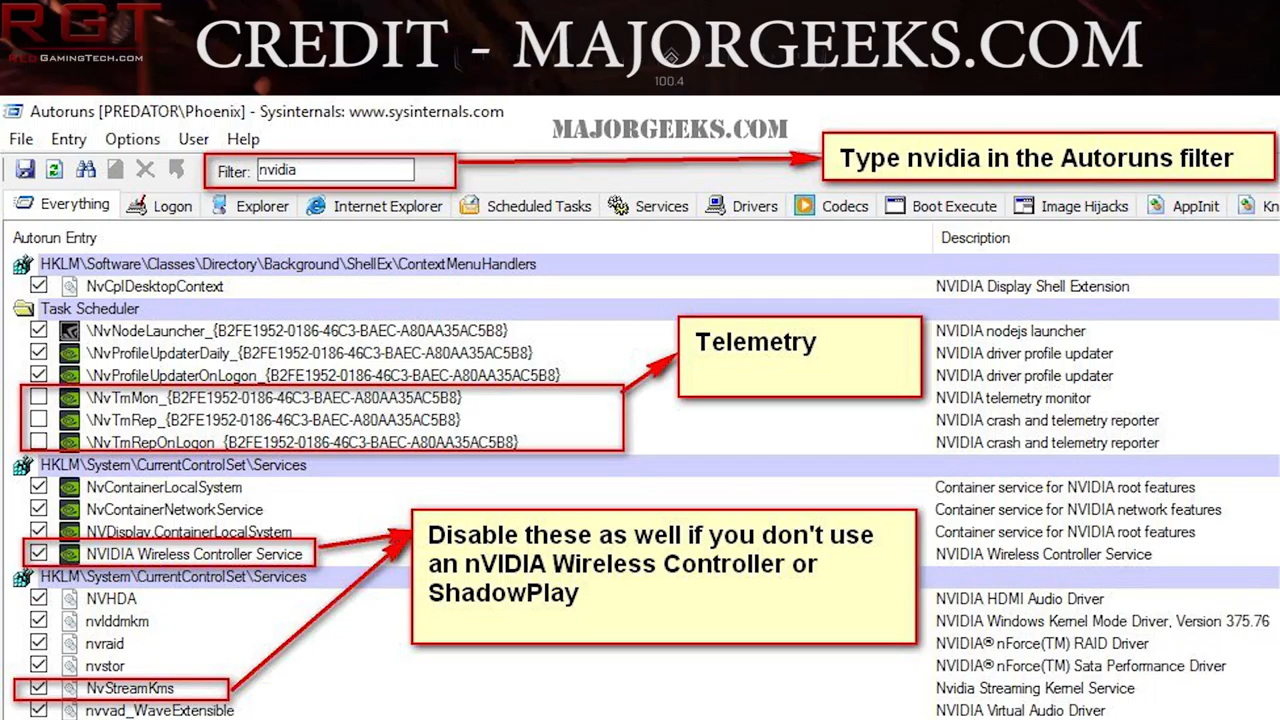 RGT
RED GAMINGTECH.COM
CREDIT - MAJORGEEKS.COM
100.4
Autoruns [PREDATOR\Phoenix] - Sysinternals: www.sysinternals.com
File Entry Options User Help
MAJORGEEKS.COM
Filter: nvidia
Type nvidia in the Autoruns filter
Everything Logon Explorer Internet Explorer Scheduled Tasks Services Drivers Codecs Boot Execute Image Hijacks AppInit Kn
Autorun Entry Description
HKLM\Software\Classes\Directory\Background\ShellEx\ContextMenuHandlers
NvCplDesktopContext NVIDIA Display Shell Extension
Task Scheduler
\NvNodeLauncher_{B2FE1952-0186-46C3-BAEC-A80AA35AC5B8} NVIDIA nodejs launcher
\NvProfileUpdaterDaily_{B2FE1952-0186-46C3-BAEC-A80AA35AC5B8} NVIDIA driver profile updater
\NvProfileUpdaterOnLogon_{B2FE1952-0186-46C3-BAEC-A80AA35AC5B8} NVIDIA driver profile updater
\NvTmMon_{B2FE1952-0186-46C3-BAEC-A80AA35AC5B8} NVIDIA telemetry monitor
\NvTmRep_{B2FE1952-0186-46C3-BAEC-A80AA35AC5B8} NVIDIA crash and telemetry reporter
\NvTmRepOnLogon_{B2FE1952-0186-46C3-BAEC-A80AA35AC5B8} NVIDIA crash and telemetry reporter
Telemetry
HKLM\System\CurrentControlSet\Services
NvContainerLocalSystem Container service for NVIDIA root features
NvContainerNetworkService Container service for NVIDIA network features
NVDisplay.ContainerLocalSystem Container service for NVIDIA root features
NVIDIA Wireless Controller Service NVIDIA Wireless Controller Service
Disable these as well if you don't use
an nVIDIA Wireless Controller or
ShadowPlay
HKLM\System\CurrentControlSet\Services
NVHDA NVIDIA HDMI Audio Driver
nvlddmkm NVIDIA Windows Kernel Mode Driver, Version 375.76
nvraid NVIDIA® nForce(TM) RAID Driver
nvstor NVIDIA® nForce(TM) Sata Performance Driver
NvStreamKms Nvidia Streaming Kernel Service
nvvad_WaveExtensible NVIDIA Virtual Audio Driver